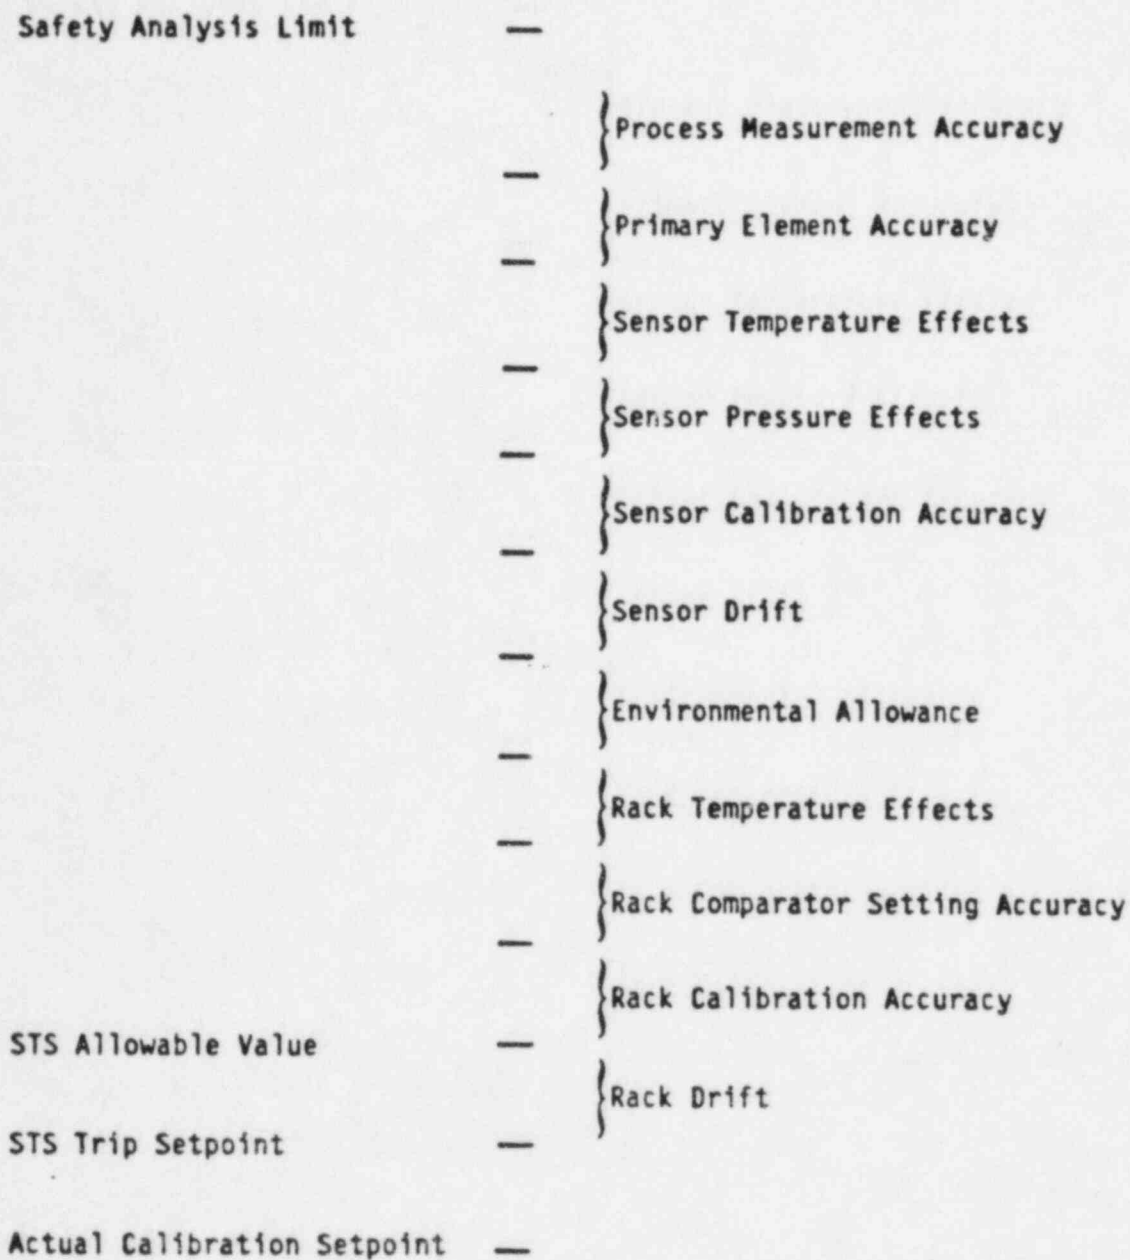 Safety Analysis Limit
Process Measurement Accuracy
Primary Element Accuracy
Sensor Temperature Effects
Sensor Pressure Effects
Sensor Calibration Accuracy
Sensor Drift
Environmental Allowance
Rack Temperature Effects
Rack Comparator Setting Accuracy
Rack Calibration Accuracy
STS Allowable Value
Rack Drift
STS Trip Setpoint
Actual Calibration Setpoint